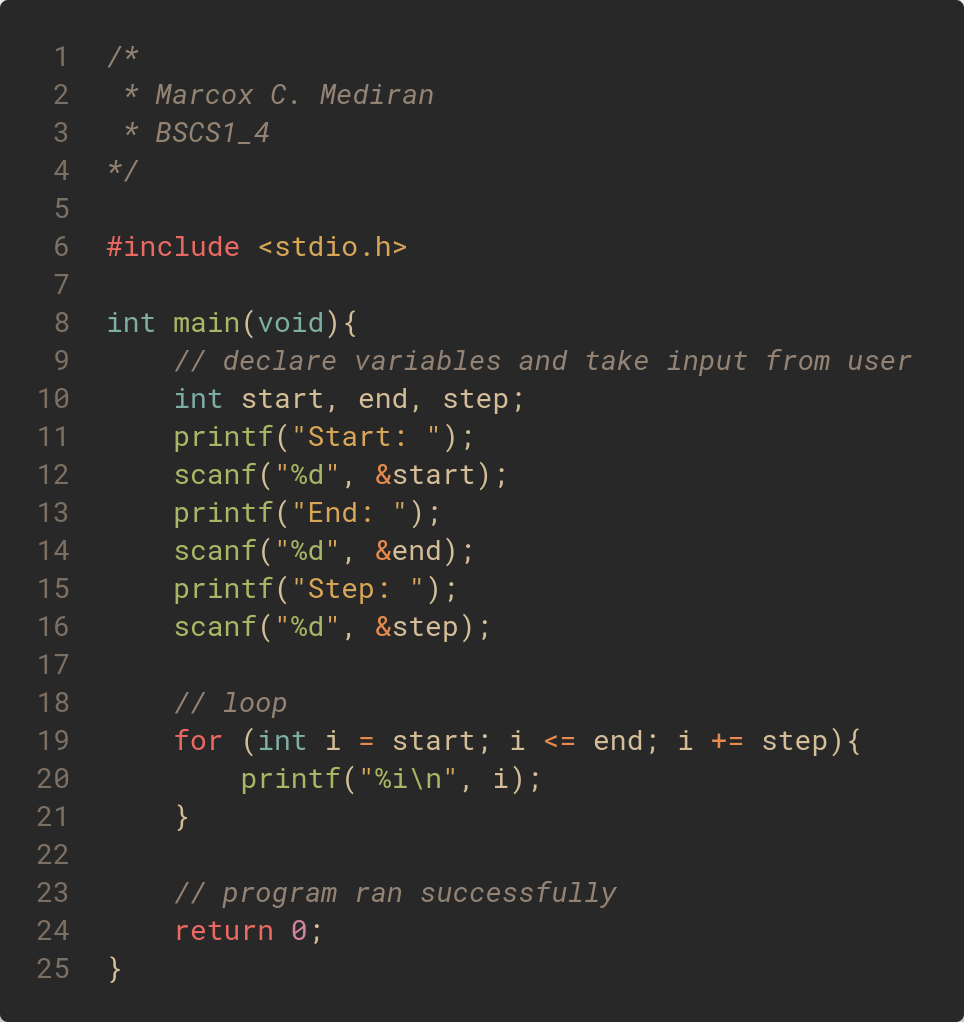 1 /*
2  * Marcox C. Mediran
3  * BSCS1_4
4 */
5
6 #include <stdio.h>
7
8 int main(void){
9     // declare variables and take input from user
10     int start, end, step;
11     printf("Start: ");
12     scanf("%d", &start);
13     printf("End: ");
14     scanf("%d", &end);
15     printf("Step: ");
16     scanf("%d", &step);
17
18     // loop
19     for (int i = start; i <= end; i += step){
20         printf("%i\n", i);
21     }
22
23     // program ran successfully
24     return 0;
25 }